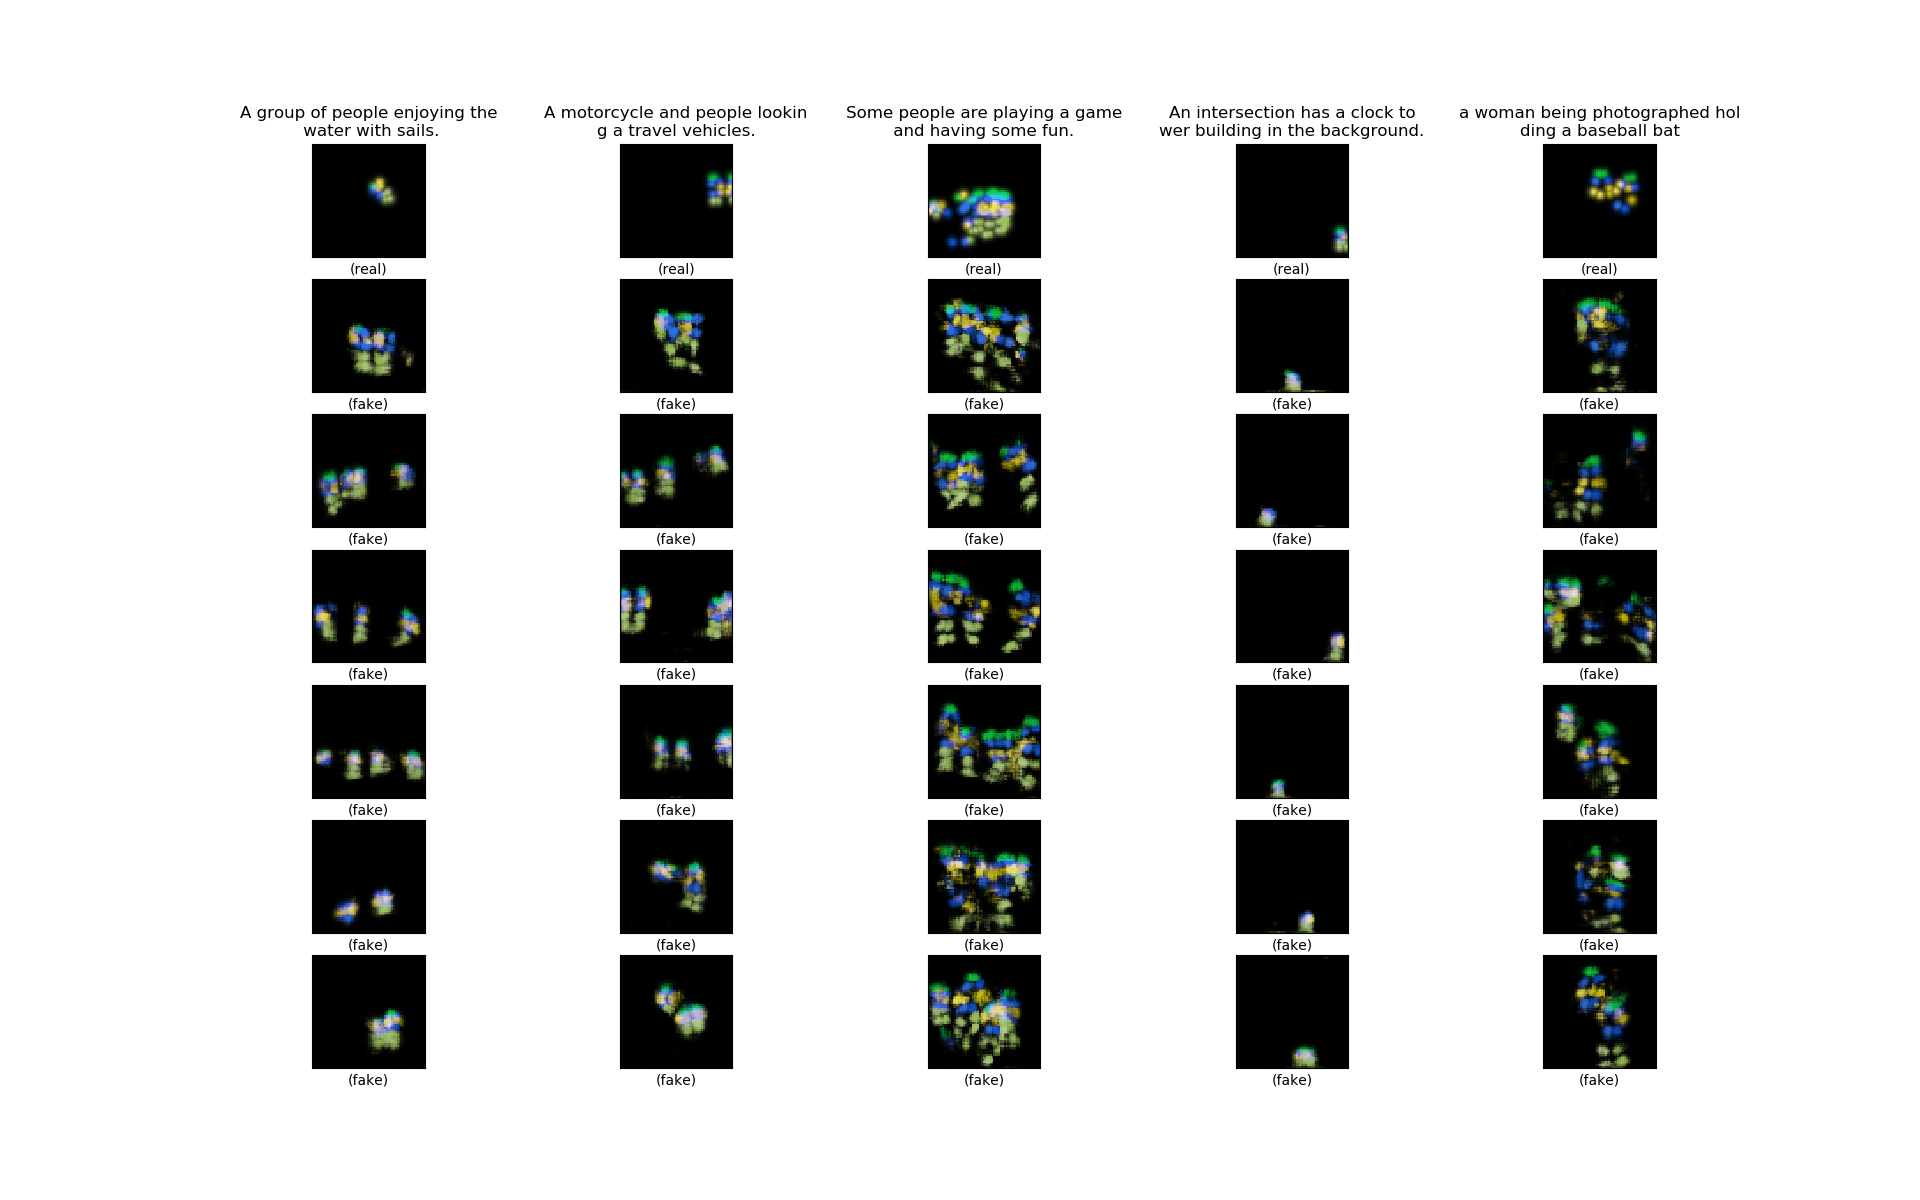 A group of people enjoying the
water with sails.
A motorcycle and people lookin
g a travel vehicles.
Some people are playing a game
and having some fun.
An intersection has a clock to
wer building in the background.
a woman being photographed hol
ding a baseball bat
(real) (real) (real) (real) (real)
(fake) (fake) (fake) (fake) (fake)
(fake) (fake) (fake) (fake) (fake)
(fake) (fake) (fake) (fake) (fake)
(fake) (fake) (fake) (fake) (fake)
(fake) (fake) (fake) (fake) (fake)
(fake) (fake) (fake) (fake) (fake)